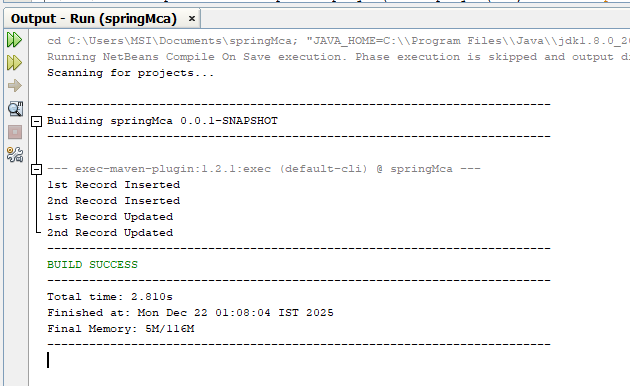 Output - Run (springMca) ×
cd C:\Users\MSI\Documents\springMca; "JAVA_HOME=C:\\Program Files\\Java\\jdk1.8.0_20
Running NetBeans Compile On Save execution. Phase execution is skipped and output di
Scanning for projects...
------------------------------------------------------------------------
Building springMca 0.0.1-SNAPSHOT
------------------------------------------------------------------------
--- exec-maven-plugin:1.2.1:exec (default-cli) @ springMca ---
1st Record Inserted
2nd Record Inserted
1st Record Updated
2nd Record Updated
------------------------------------------------------------------------
BUILD SUCCESS
------------------------------------------------------------------------
Total time: 2.810s
Finished at: Mon Dec 22 01:08:04 IST 2025
Final Memory: 5M/116M
------------------------------------------------------------------------